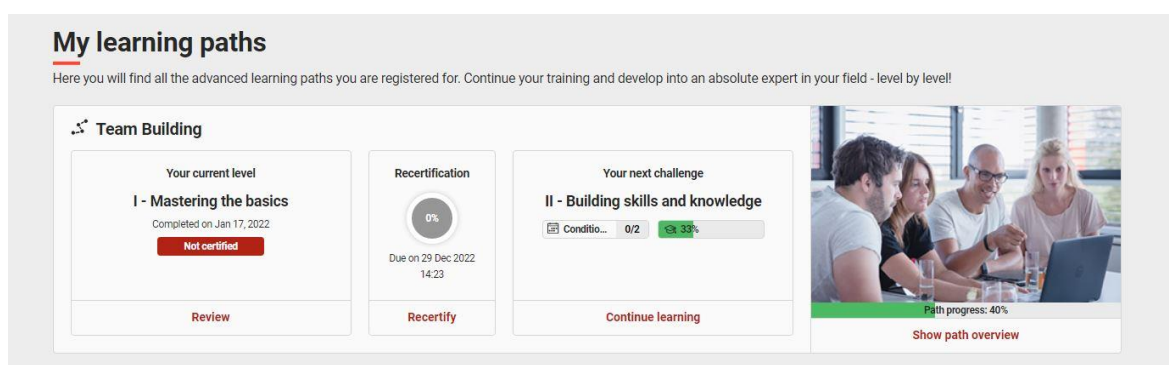 My learning paths
Here you will find all the advanced learning paths you are registered for. Continue your training and develop into an absolute expert in your field - level by level!
Team Building
Your current level
I - Mastering the basics
Completed on Jan 17, 2022
Not certified
Review
Recertification
0%
Due on 29 Dec 2022
14:23
Recertify
Your next challenge
II - Building skills and knowledge
Conditio... 0/2 33%
Continue learning
Path progress: 40%
Show path overview